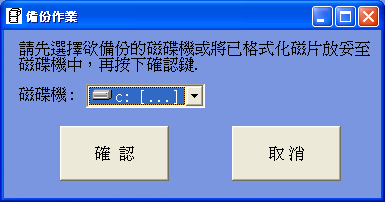 備份作業
請先選擇欲備份的磁碟機或將已格式化磁片放妥至
磁碟機中，再按下確認鍵.
磁碟機: c: [...]
確 認 取 消